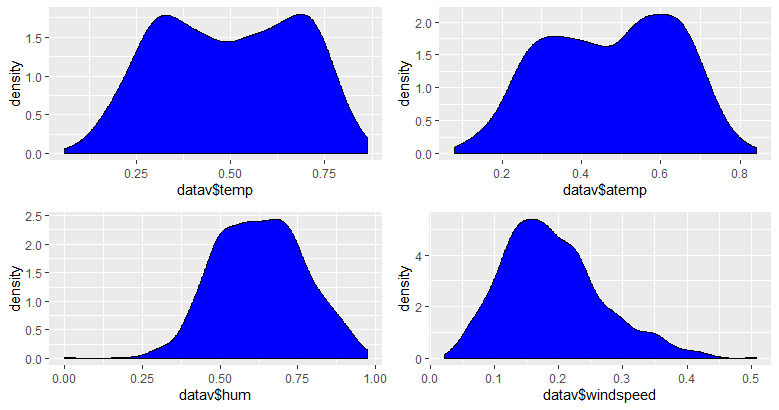 density
1.5
1.0
0.5
0.0
0.25 0.50 0.75
datav$temp
density
2.0
1.5
1.0
0.5
0.0
0.2 0.4 0.6 0.8
datav$atemp
density
2.5
2.0
1.5
1.0
0.5
0.0
0.00 0.25 0.50 0.75 1.00
datav$hum
density
4
2
0
0.0 0.1 0.2 0.3 0.4 0.5
datav$windspeed